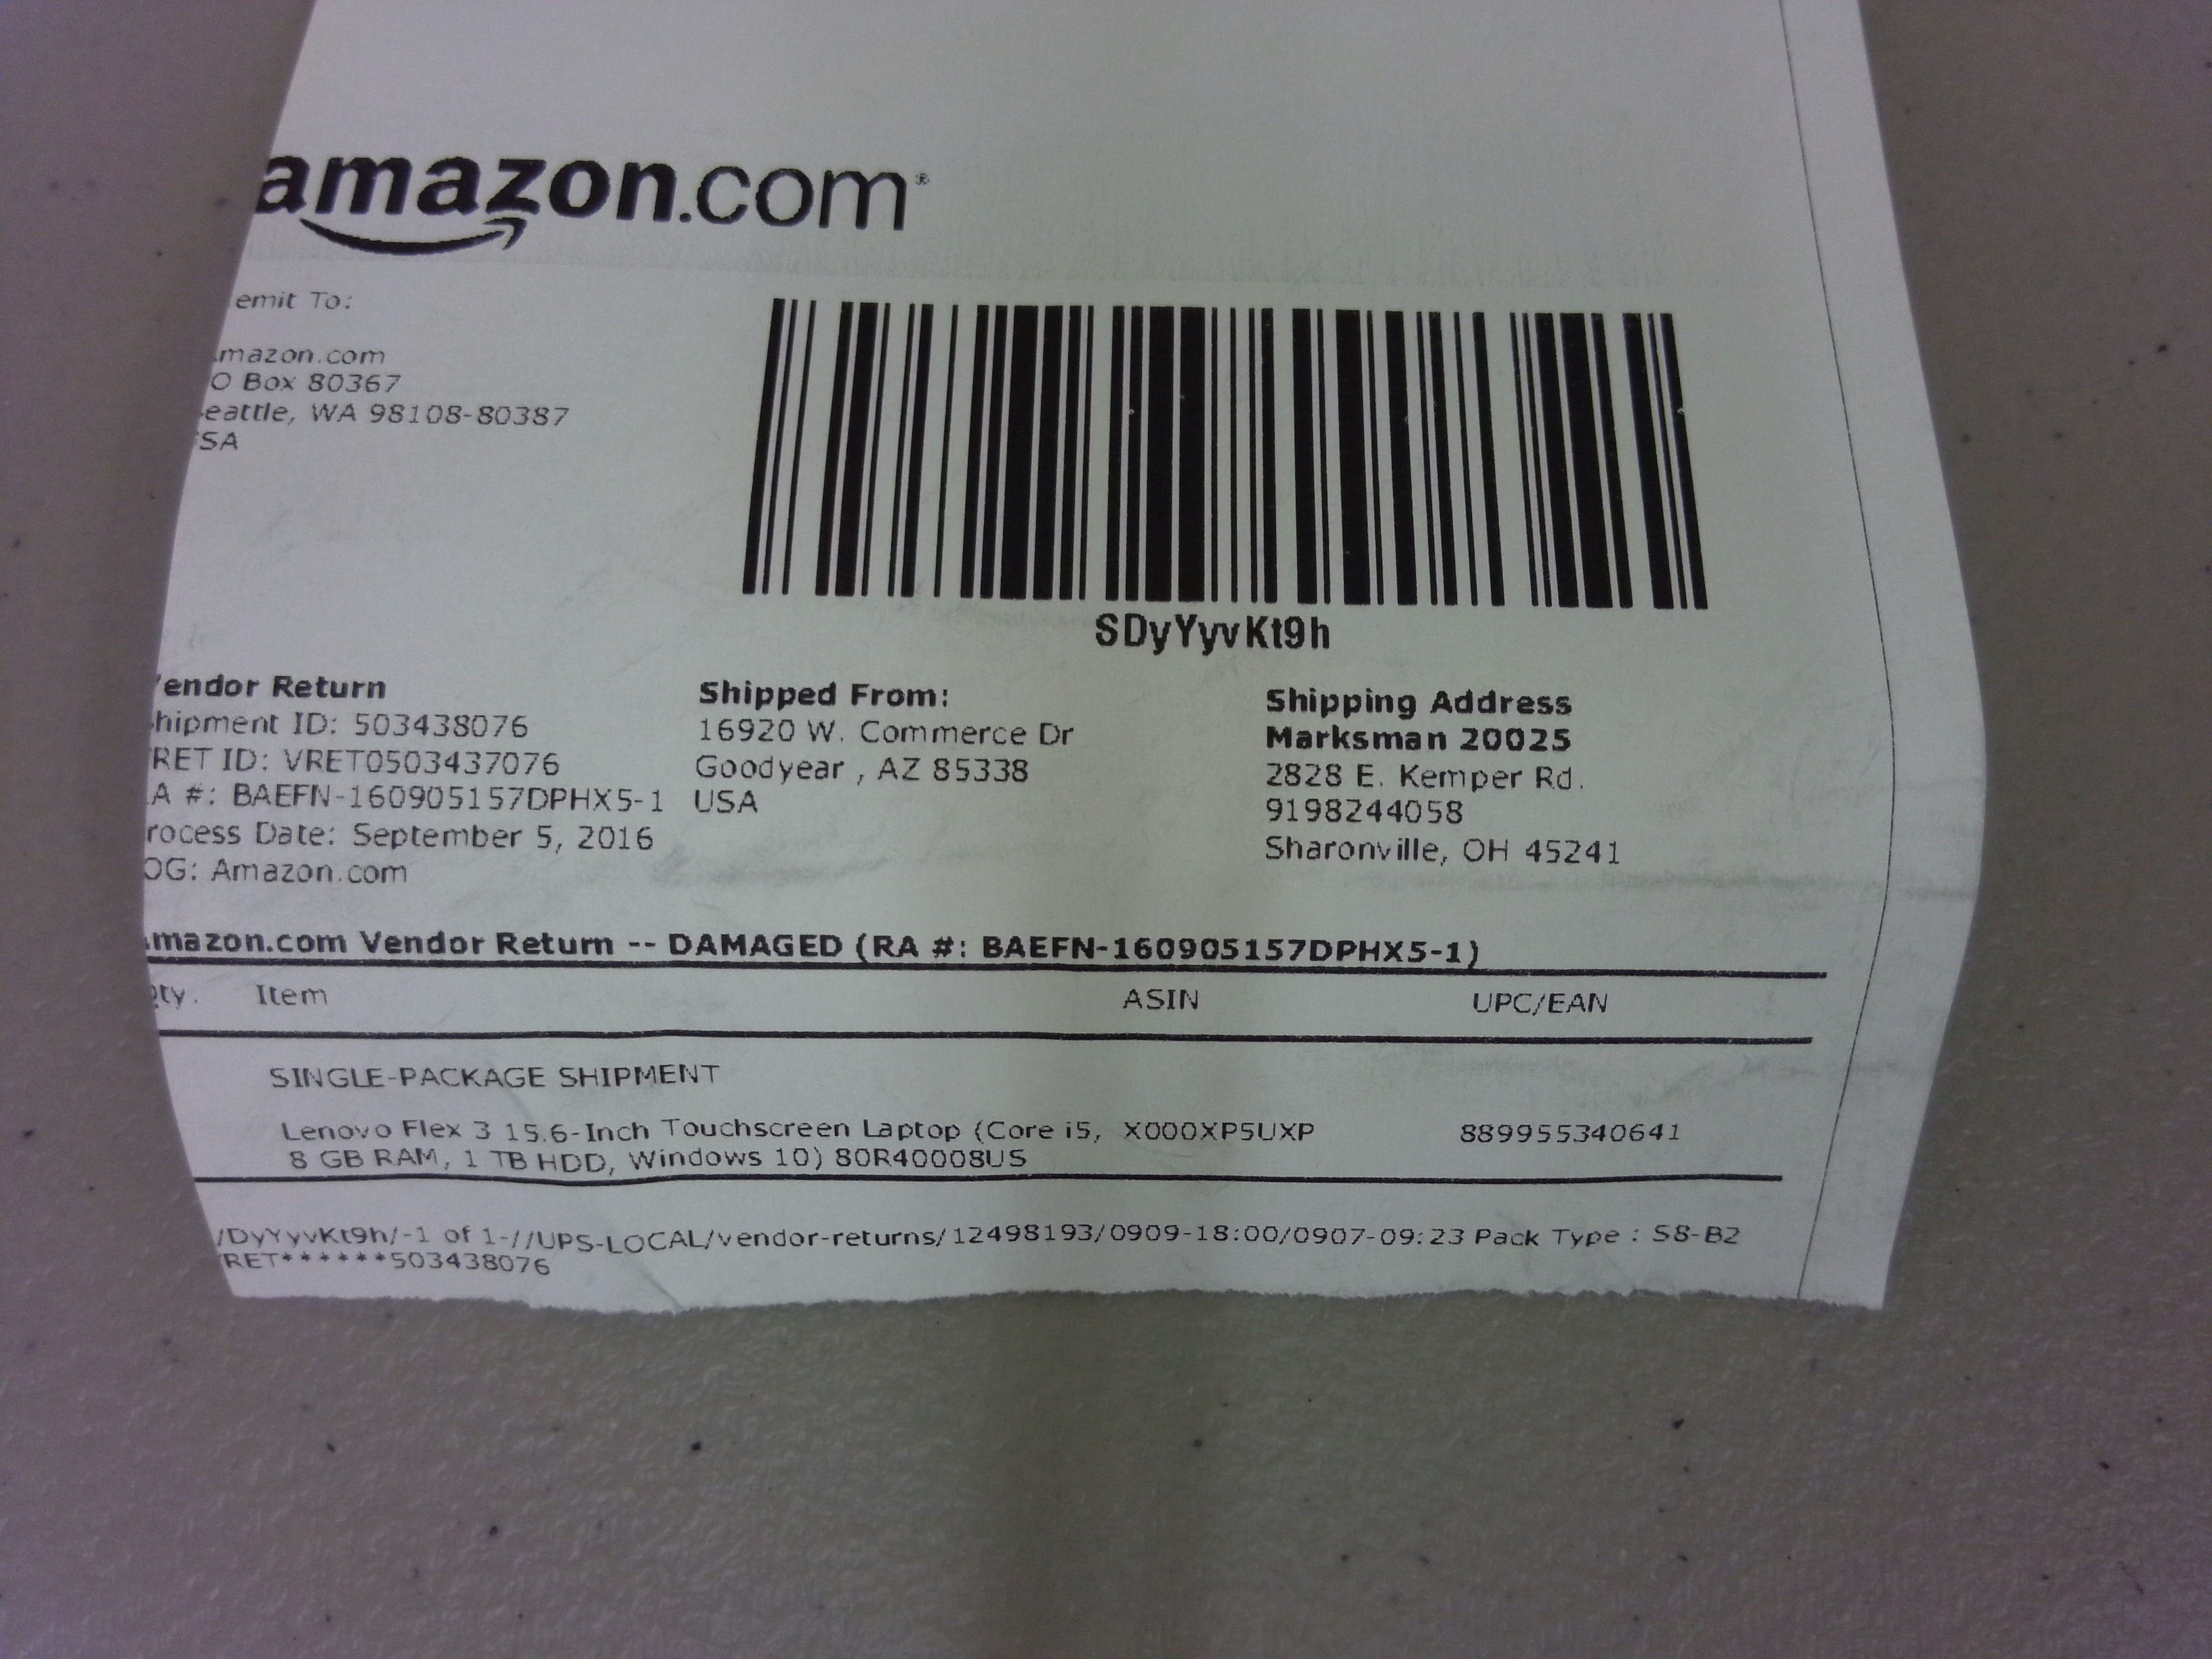 amazon.com®
emit To:
mazon.com
O Box 80367
eattle, WA 98108-80387
SA
SDyYyvKt9h
Vendor Return
hipment ID: 503438076
RET ID: VRET0503437076
A #: BAEFN-160905157DPHX5-1
rocess Date: September 5, 2016
OG: Amazon.com
Shipped From:
16920 W. Commerce Dr
Goodyear , AZ 85338
USA
Shipping Address
Marksman 20025
2828 E. Kemper Rd.
9198244058
Sharonville, OH 45241
mazon.com Vendor Return -- DAMAGED (RA #: BAEFN-160905157DPHX5-1)
Qty. Item ASIN UPC/EAN
SINGLE-PACKAGE SHIPMENT
Lenovo Flex 3 15.6-Inch Touchscreen Laptop (Core i5, X000XP5UXP 889955340641
8 GB RAM, 1 TB HDD, Windows 10) 80R40008US
/DyYyvKt9h/-1 of 1-//UPS-LOCAL/vendor-returns/12498193/0909-18:00/0907-09:23 Pack Type : S8-B2
RET******503438076